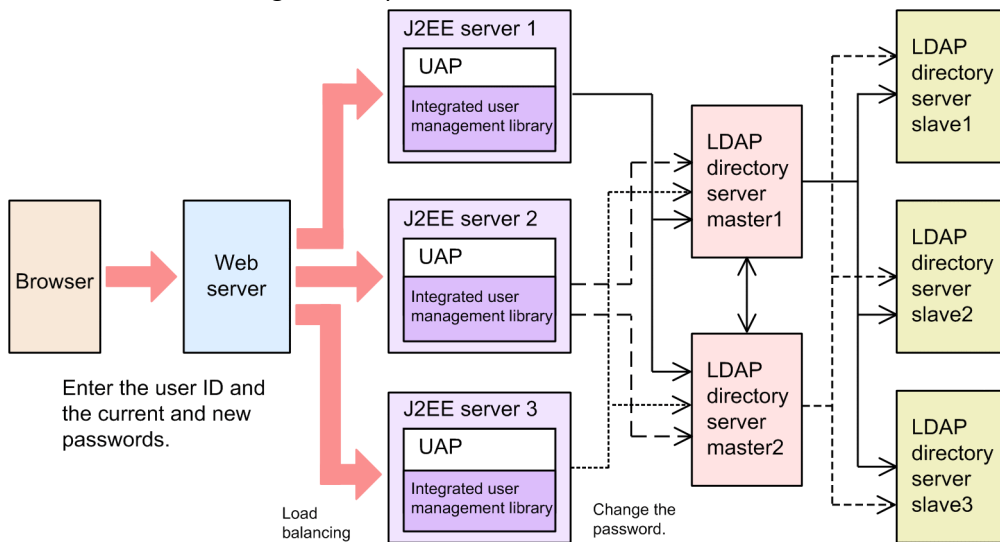 J2EE server 1
UAP
Integrated user
management library
J2EE server 2
UAP
Integrated user
management library
J2EE server 3
UAP
Integrated user
management library
Browser
Web
server
Enter the user ID and
the current and new
passwords.
Load
balancing
Change the
password.
LDAP
directory
server
master1
LDAP
directory
server
master2
LDAP
directory
server
slave1
LDAP
directory
server
slave2
LDAP
directory
server
slave3